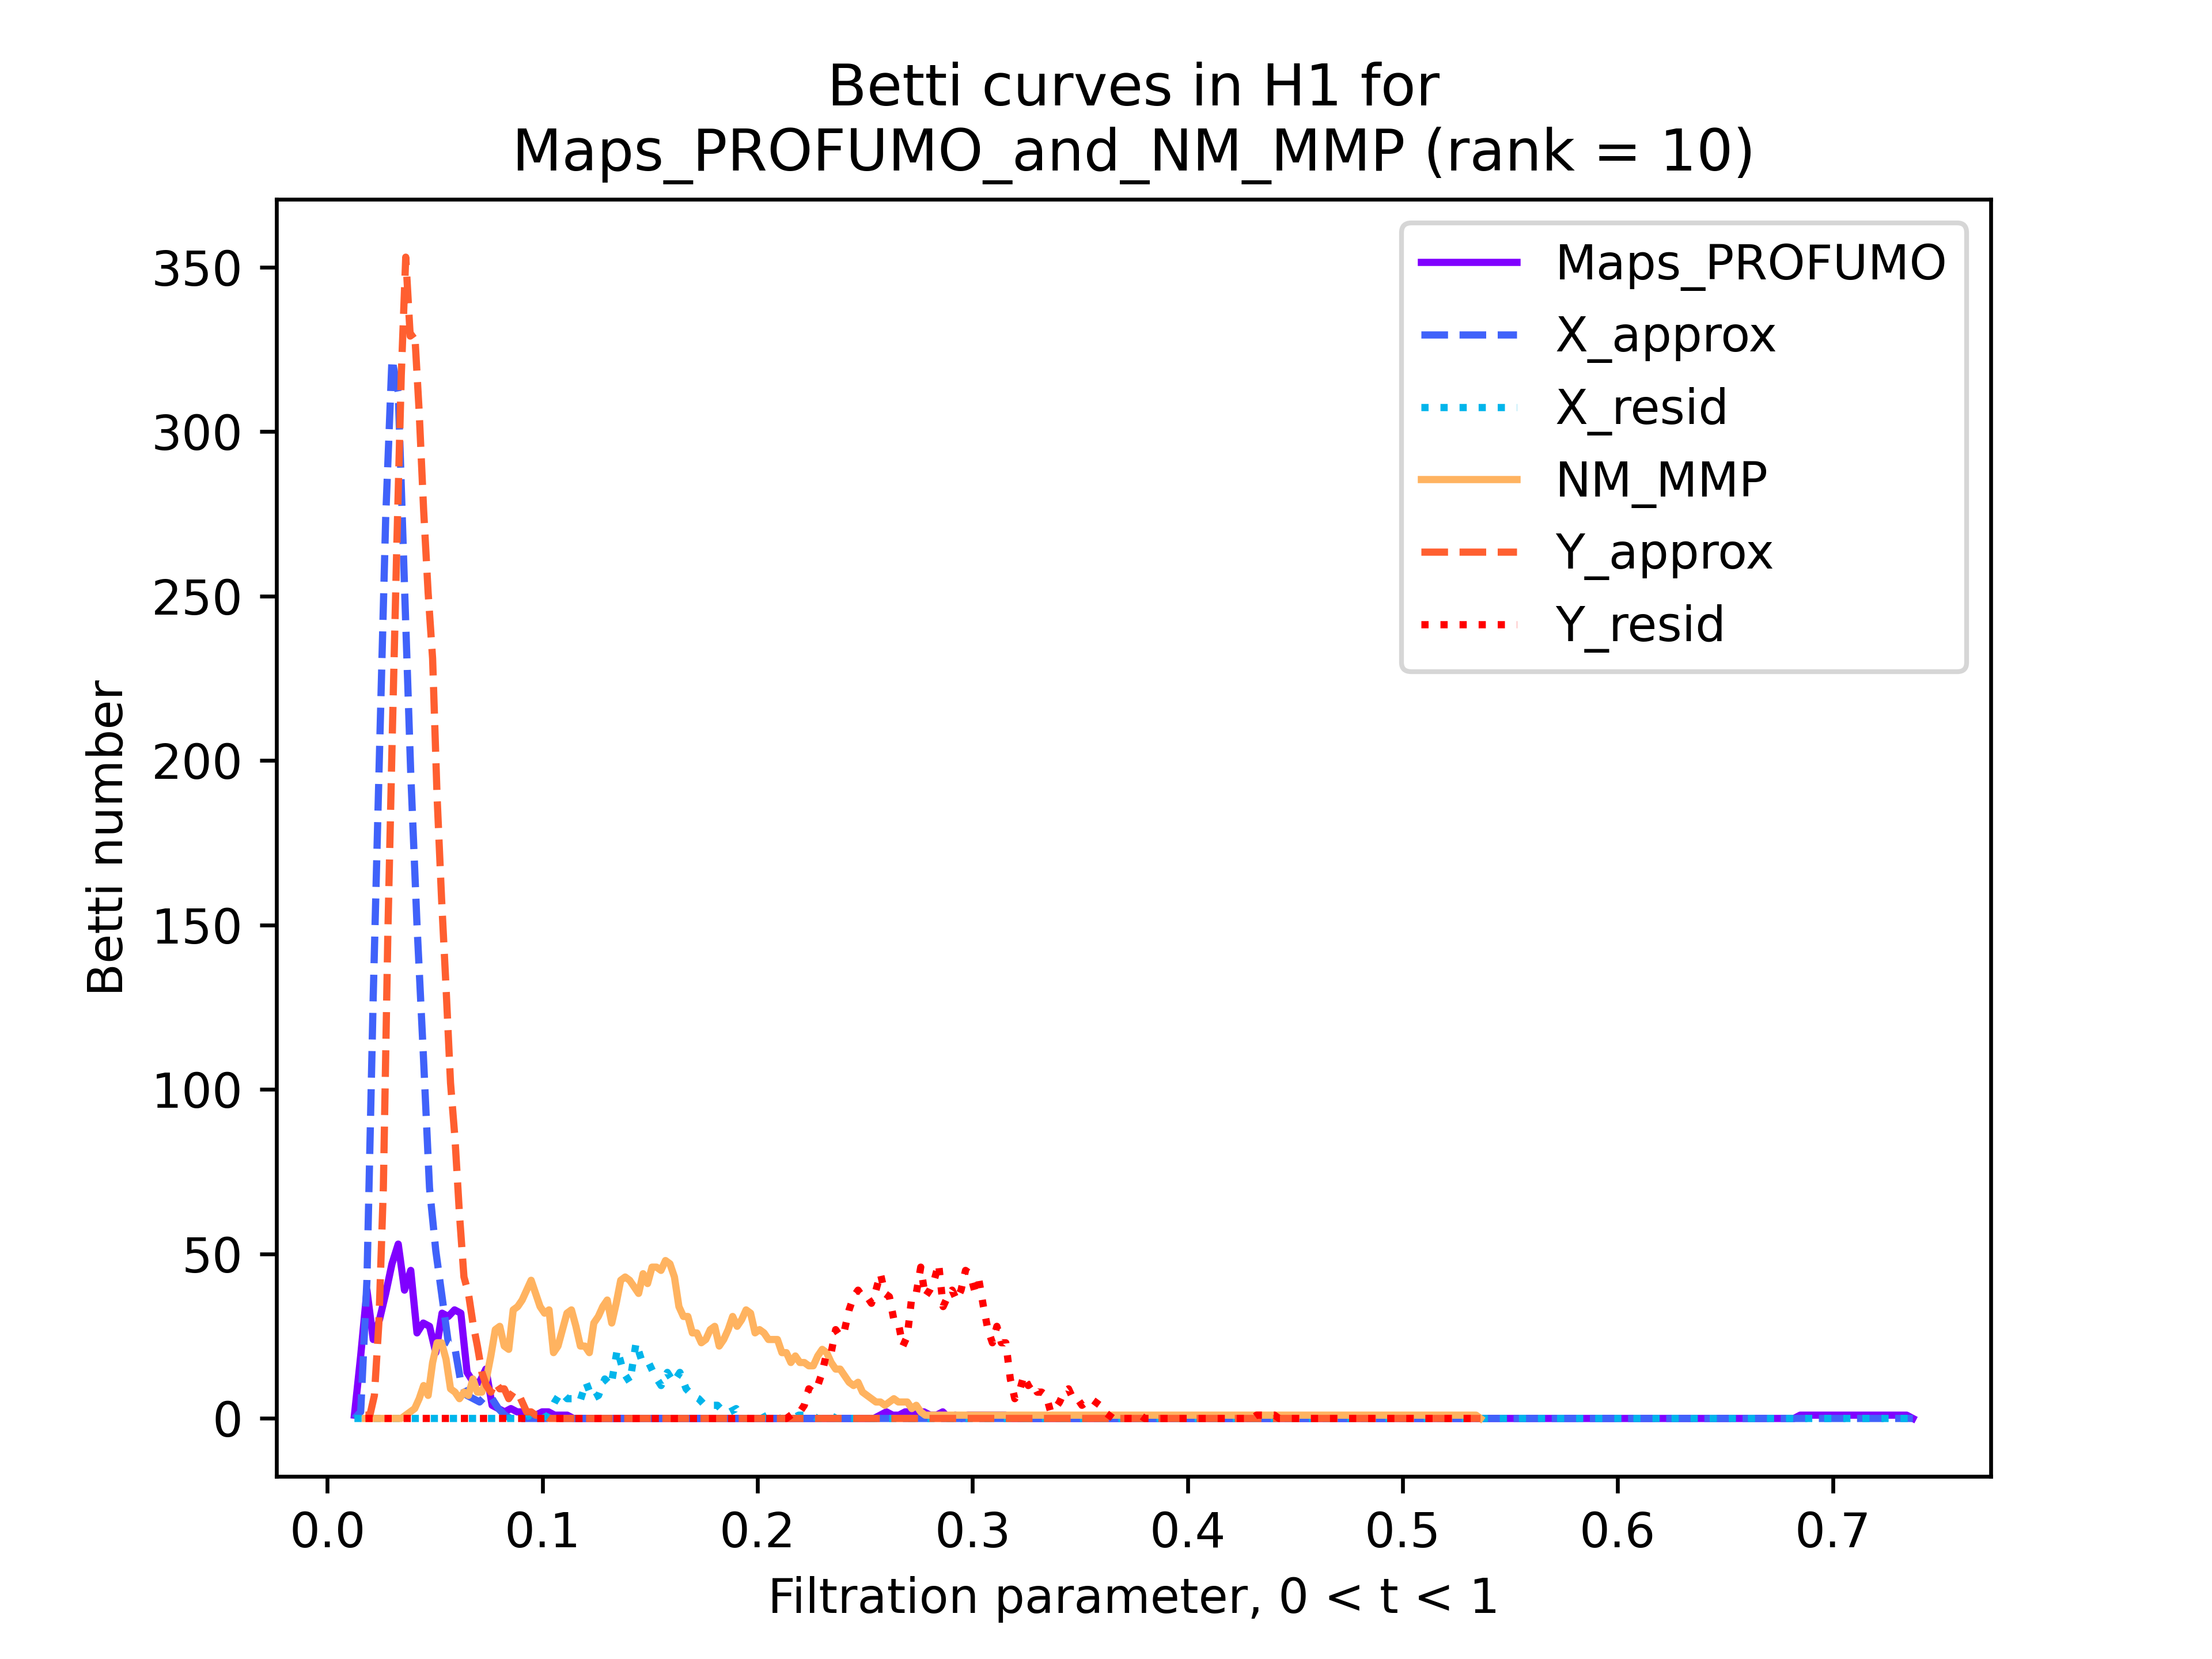 Betti curves in H1 for
Maps_PROFUMO_and_NM_MMP (rank = 10)
Maps_PROFUMO
X_approx
X_resid
NM_MMP
Y_approx
Y_resid
350
300
250
200
150
100
50
0
Betti number
0.0 0.1 0.2 0.3 0.4 0.5 0.6 0.7
Filtration parameter, 0 < t < 1